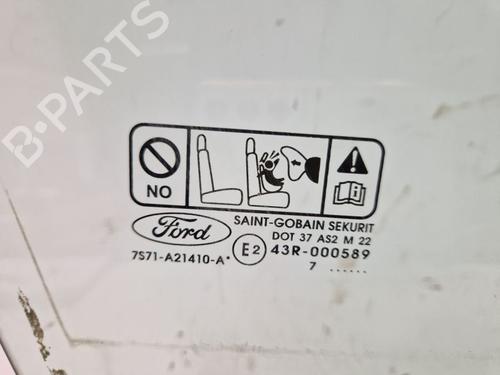 B-PARTS
NO
Ford
SAINT-GOBAIN SEKURIT
DOT 37 AS2 M 22
7S71-A21410-A*
E2
43R-000589
7 ......